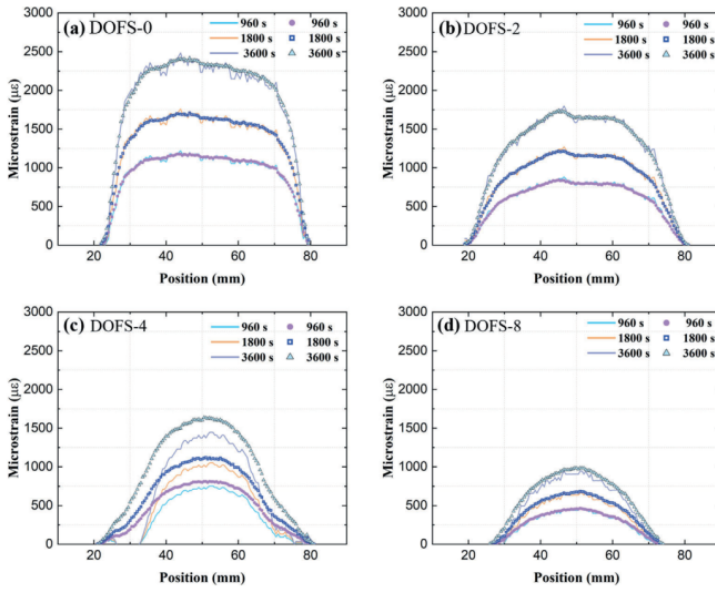 (a) DOFS-0
960 s 960 s
1800 s 1800 s
3600 s 3600 s
3000
2500
2000
1500
1000
500
0
20 40 60 80
Microstrain (με)
Position (mm)
(b) DOFS-2
960 s 960 s
1800 s 1800 s
3600 s 3600 s
3000
2500
2000
1500
1000
500
0
20 40 60 80
Microstrain (με)
Position (mm)
(c) DOFS-4
960 s 960 s
1800 s 1800 s
3600 s 3600 s
3000
2500
2000
1500
1000
500
0
20 40 60 80
Microstrain (με)
Position (mm)
(d) DOFS-8
960 s 960 s
1800 s 1800 s
3600 s 3600 s
3000
2500
2000
1500
1000
500
0
20 40 60 80
Microstrain (με)
Position (mm)